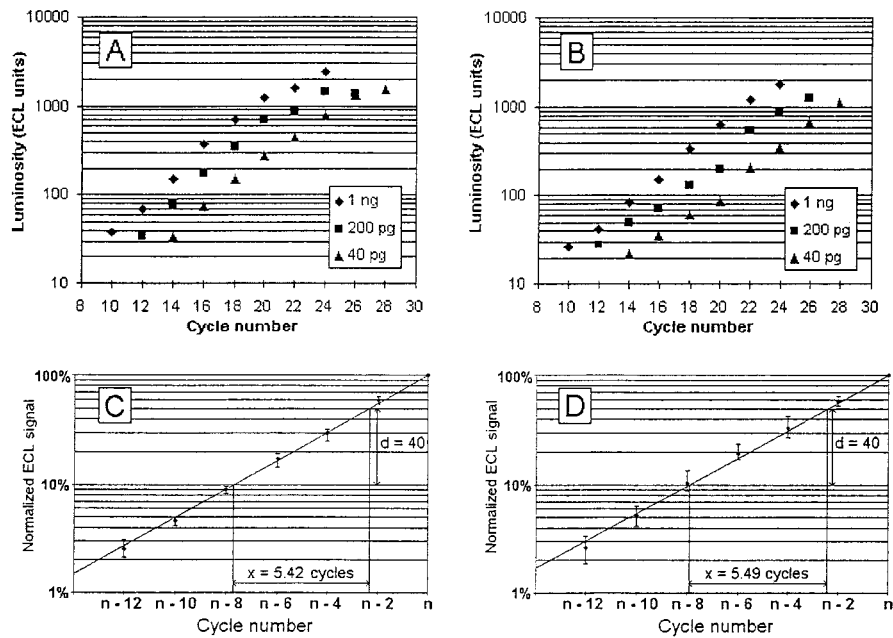 A
Luminosity (ECL units)
10000
1000
100
10
1 ng
200 pg
40 pg
8 10 12 14 16 18 20 22 24 26 28 30
Cycle number
B
Luminosity (ECL units)
10000
1000
100
10
1 ng
200 pg
40 pg
8 10 12 14 16 18 20 22 24 26 28 30
Cycle number
C
Normalized ECL signal
100%
10%
1%
d = 40
x = 5.42 cycles
n - 12 n - 10 n - 8 n - 6 n - 4 n - 2 n
Cycle number
D
Normalized ECL signal
100%
10%
1%
d = 40
x = 5.49 cycles
n - 12 n - 10 n - 8 n - 6 n - 4 n - 2 n
Cycle number